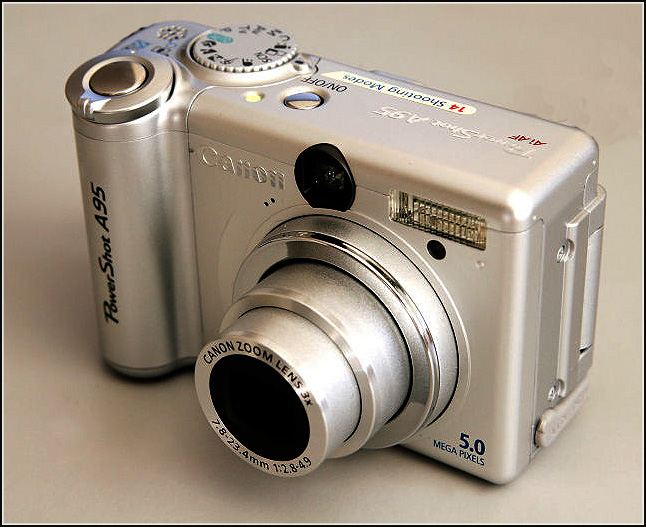 ON/OFF
14 Shooting Modes
PowerShot A95
AiAF
Canon
PowerShot A95
CANON ZOOM LENS 3x
7.8-23.4mm 1:2.8-4.9
5.0
MEGA PIXELS